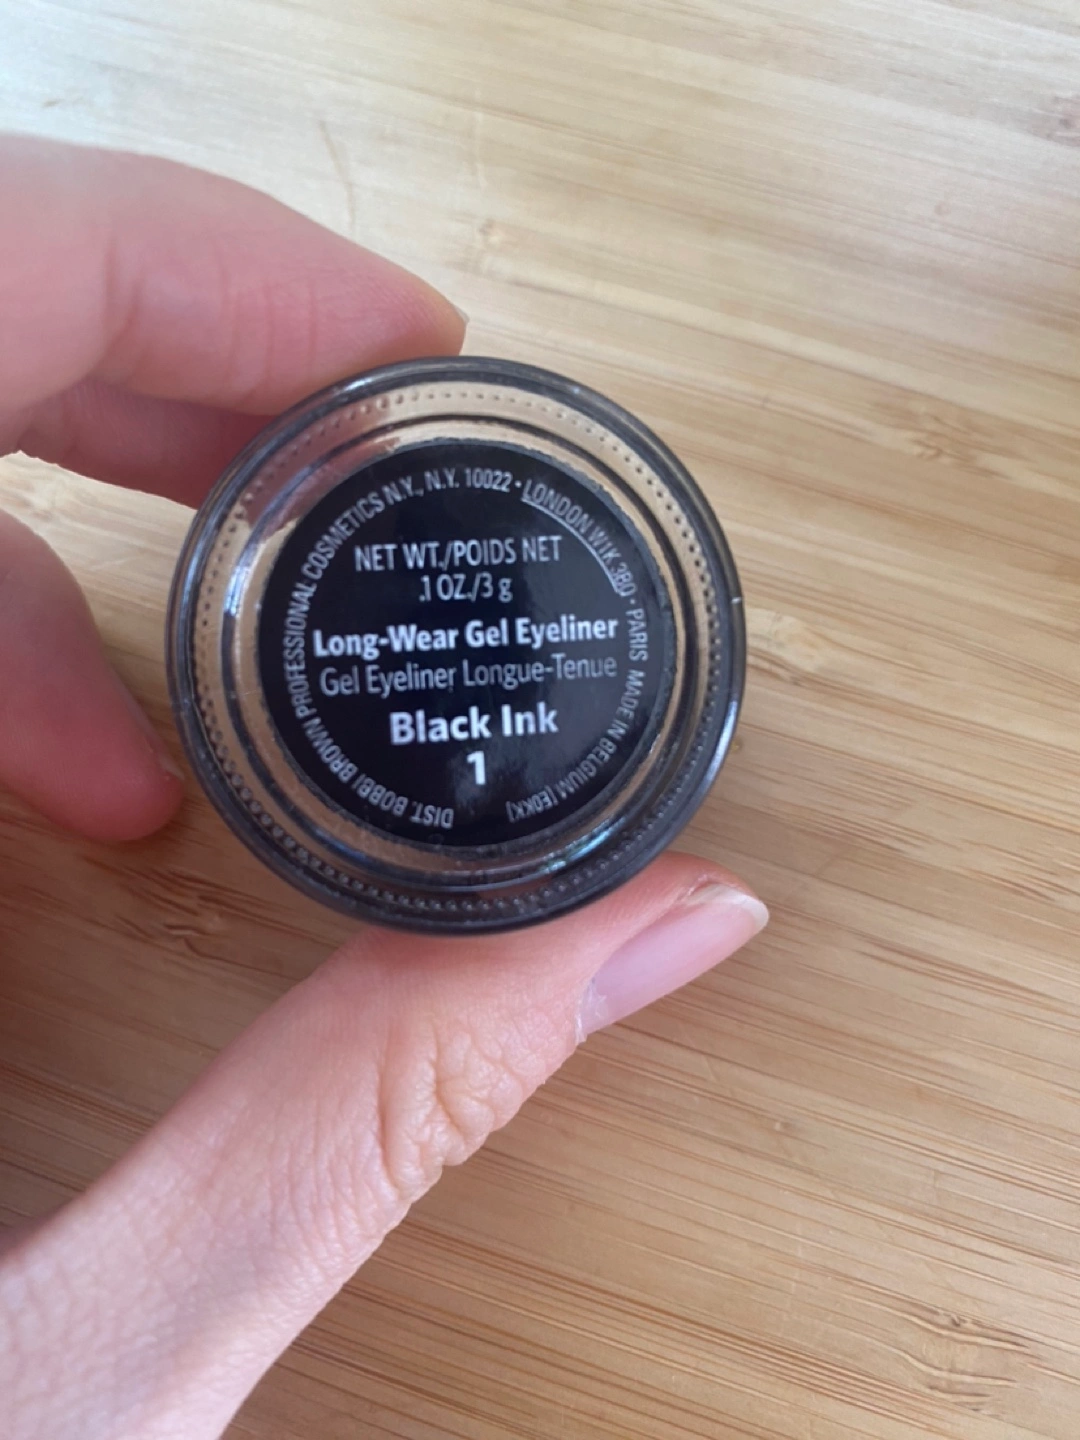 DIST. BOBBI BROWN PROFESSIONAL COSMETICS N.Y., N.Y. 10022 • LONDON W1K 3BD • PARIS MADE IN BELGIUM [E0KK]
NET WT./POIDS NET
.1 OZ./3 g
Long-Wear Gel Eyeliner
Gel Eyeliner Longue-Tenue
Black Ink
1